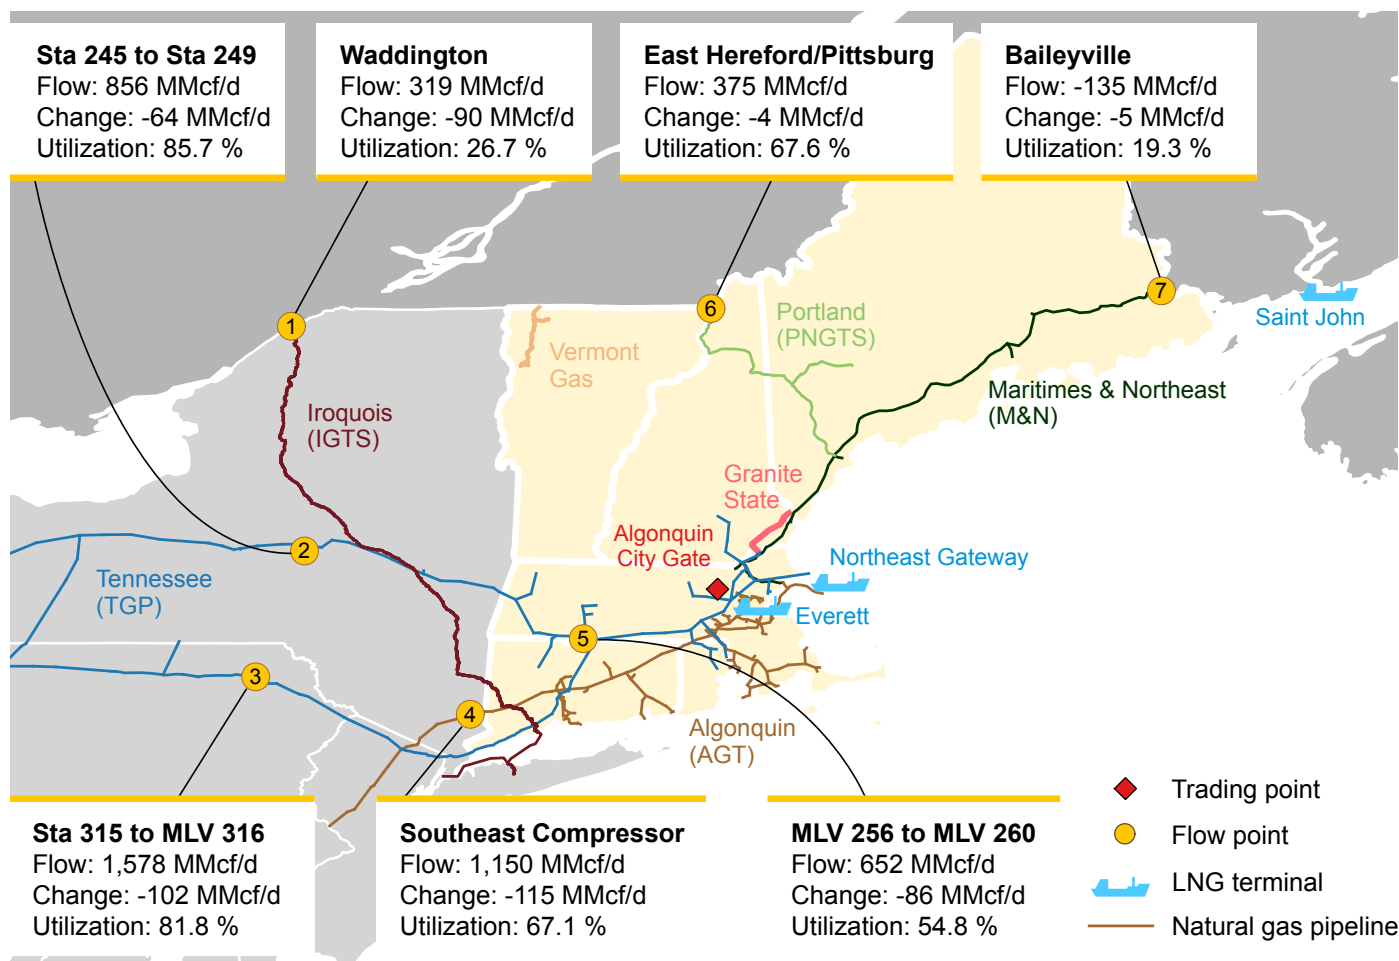 Sta 245 to Sta 249
Flow: 856 MMcf/d
Change: -64 MMcf/d
Utilization: 85.7 %
Waddington
Flow: 319 MMcf/d
Change: -90 MMcf/d
Utilization: 26.7 %
East Hereford/Pittsburg
Flow: 375 MMcf/d
Change: -4 MMcf/d
Utilization: 67.6 %
Baileyville
Flow: -135 MMcf/d
Change: -5 MMcf/d
Utilization: 19.3 %
7
6
1
Saint John
Portland
(PNGTS)
Vermont
Gas
Maritimes & Northeast
(M&N)
Iroquois
(IGTS)
Granite
State
Algonquin
City Gate
2
Northeast Gateway
Tennessee
(TGP)
Everett
5
3
4
Algonquin
(AGT)
Sta 315 to MLV 316
Flow: 1,578 MMcf/d
Change: -102 MMcf/d
Utilization: 81.8 %
Southeast Compressor
Flow: 1,150 MMcf/d
Change: -115 MMcf/d
Utilization: 67.1 %
MLV 256 to MLV 260
Flow: 652 MMcf/d
Change: -86 MMcf/d
Utilization: 54.8 %
Trading point
Flow point
LNG terminal
Natural gas pipeline